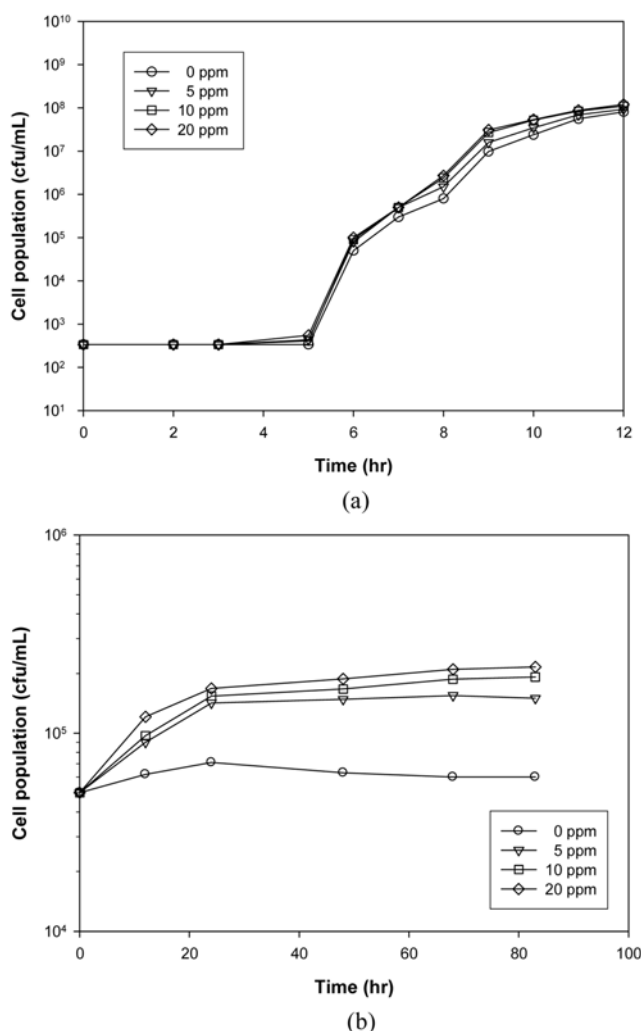 10¹⁰
10⁹
10⁸
10⁷
10⁶
10⁵
10⁴
10³
10²
10¹
Cell population (cfu/mL)
0 ppm
5 ppm
10 ppm
20 ppm
0 2 4 6 8 10 12
Time (hr)
(a)
10⁶
10⁵
10⁴
Cell population (cfu/mL)
0 ppm
5 ppm
10 ppm
20 ppm
0 20 40 60 80 100
Time (hr)
(b)